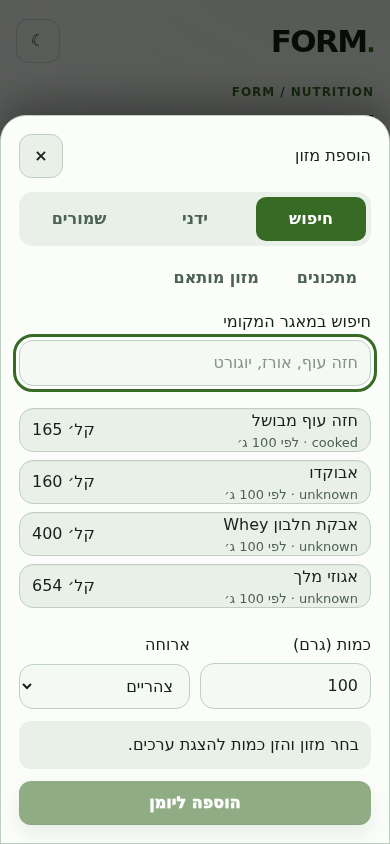 FORM.
☾
FORM / NUTRITION
הוספת מזון
×
חיפוש
ידני
שמורים
מתכונים
מזון מותאם
חיפוש במאגר המקומי
חזה עוף, אורז, יוגורט
חזה עוף מבושל
165 קל׳
cooked · לפי 100 ג׳
אבוקדו
160 קל׳
unknown · לפי 100 ג׳
אבקת חלבון Whey
400 קל׳
unknown · לפי 100 ג׳
אגוזי מלך
654 קל׳
unknown · לפי 100 ג׳
כמות (גרם)
ארוחה
100
צהריים
בחר מזון והזן כמות להצגת ערכים.
הוספה ליומן